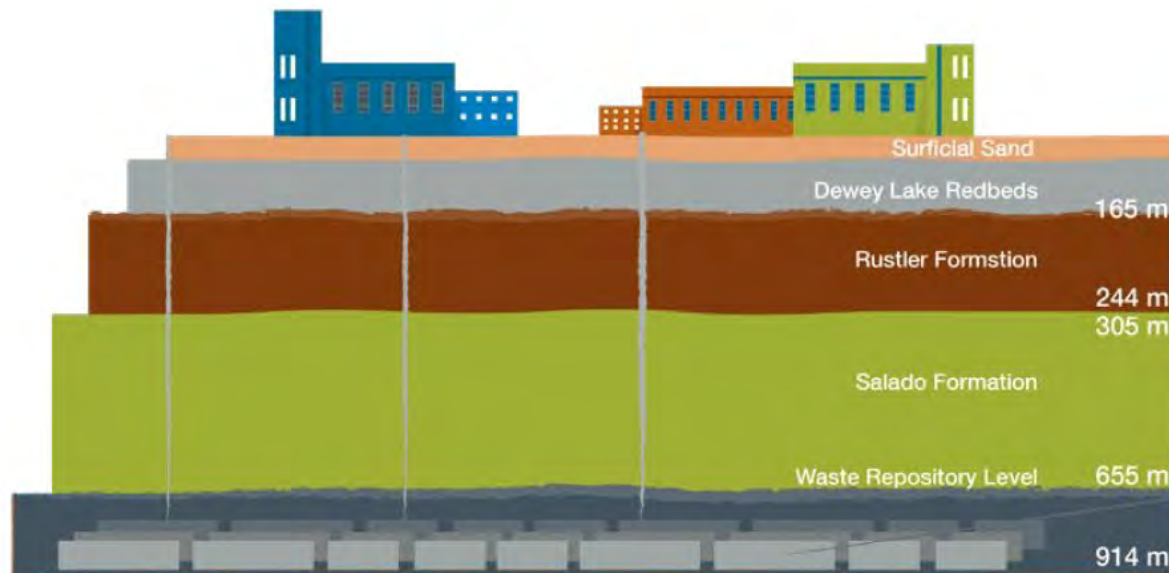 Surficial Sand
Dewey Lake Redbeds
165 m
Rustler Formstion
244 m
305 m
Salado Formation
Waste Repository Level 655 m
914 m